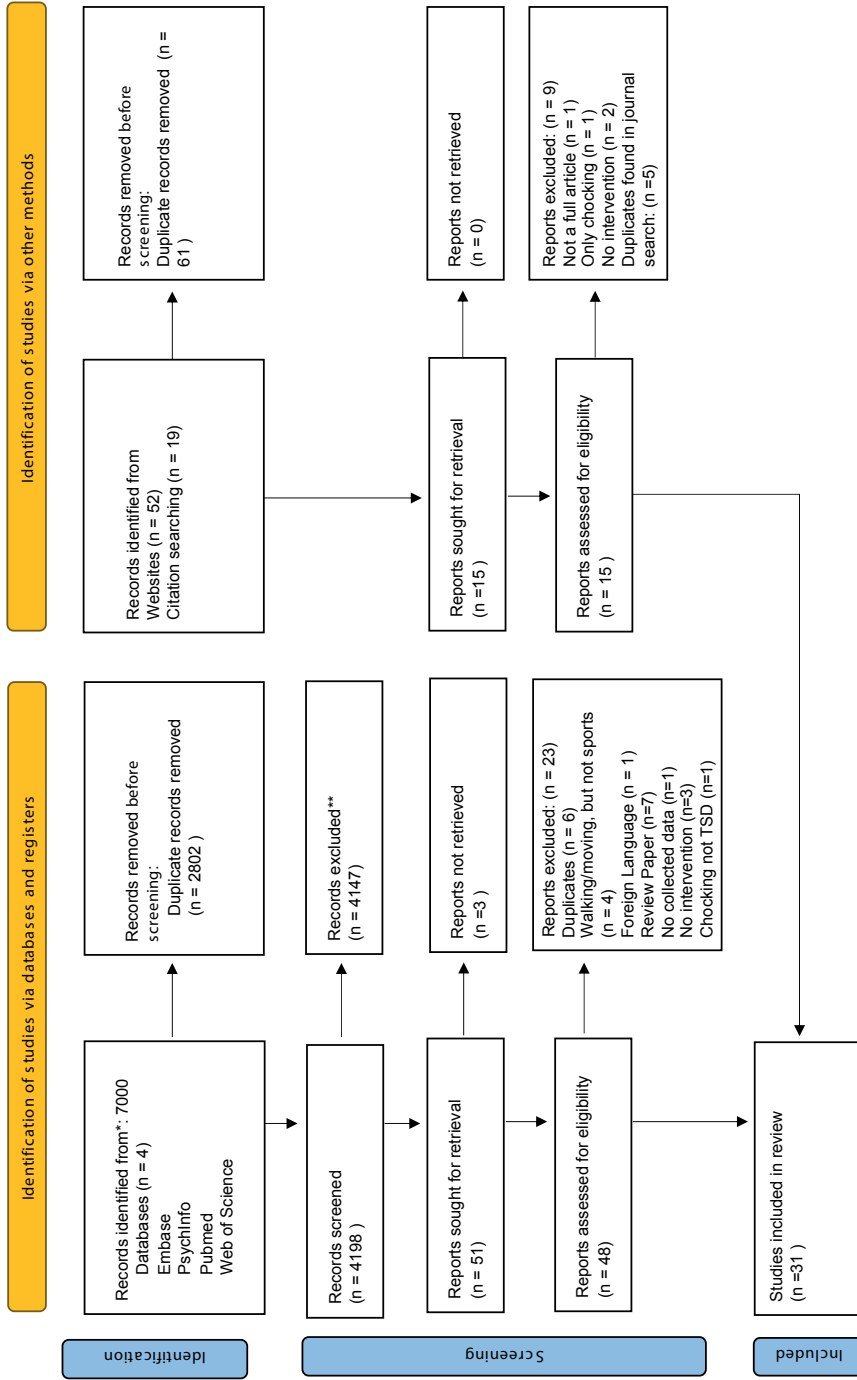 Identification of studies via databases and registers
Identification of studies via other methods
Identification
Records identified from*: 7000
Databases (n = 4)
Embase
PsychInfo
Pubmed
Web of Science
Records removed before
screening:
Duplicate records removed
(n = 2802 )
Records identified from
Websites (n = 52)
Citation searching (n = 19)
Records removed before
screening:
Duplicate records removed (n =
61 )
Screening
Records screened
(n = 4198 )
Records excluded**
(n = 4147)
Reports sought for retrieval
(n = 51)
Reports not retrieved
(n =3 )
Reports sought for retrieval
(n =15 )
Reports not retrieved
(n = 0)
Reports assessed for eligibility
(n = 48)
Reports excluded: (n = 23)
Duplicates (n = 6)
Walking/moving, but not sports
(n = 4)
Foreign Language (n = 1)
Review Paper (n=7)
No collected data (n=1)
No intervention (n=3)
Chocking not TSD (n=1)
Reports assessed for eligibility
(n = 15 )
Reports excluded: (n = 9)
Not a full article (n = 1)
Only chocking (n = 1)
No intervention (n = 2)
Duplicates found in journal
search: (n =5)
Included
Studies included in review
(n =31 )